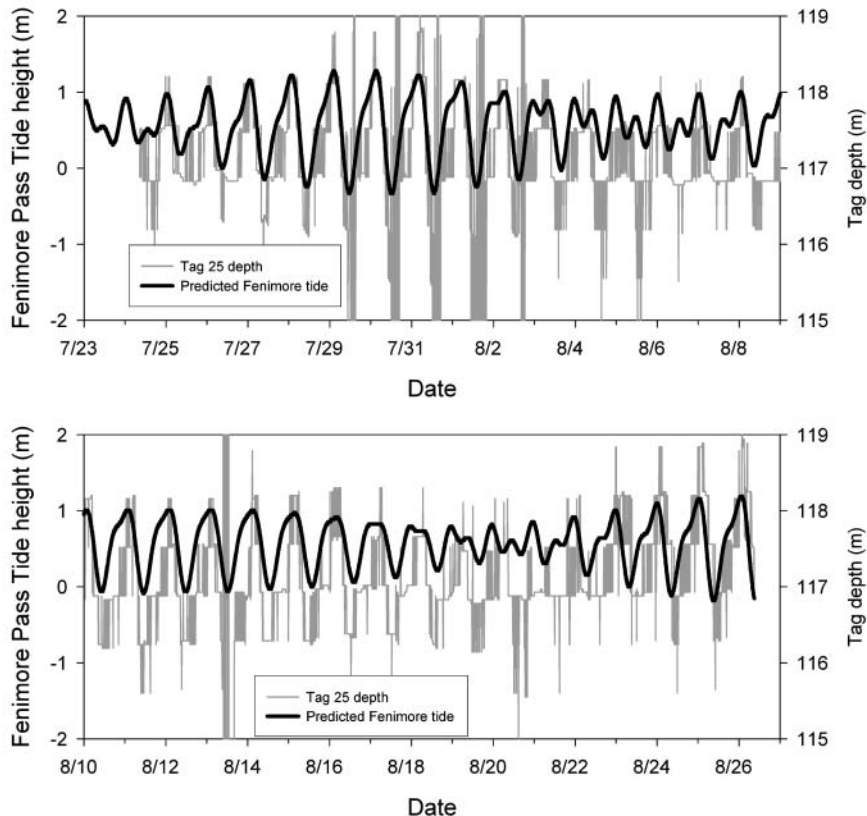 2
1
0
-1
-2
Fenimore Pass Tide height (m)
119
118
117
116
115
Tag depth (m)
Tag 25 depth
Predicted Fenimore tide
7/23 7/25 7/27 7/29 7/31 8/2 8/4 8/6 8/8
Date
2
1
0
-1
-2
Fenimore Pass Tide height (m)
119
118
117
116
115
Tag depth (m)
Tag 25 depth
Predicted Fenimore tide
8/10 8/12 8/14 8/16 8/18 8/20 8/22 8/24 8/26
Date